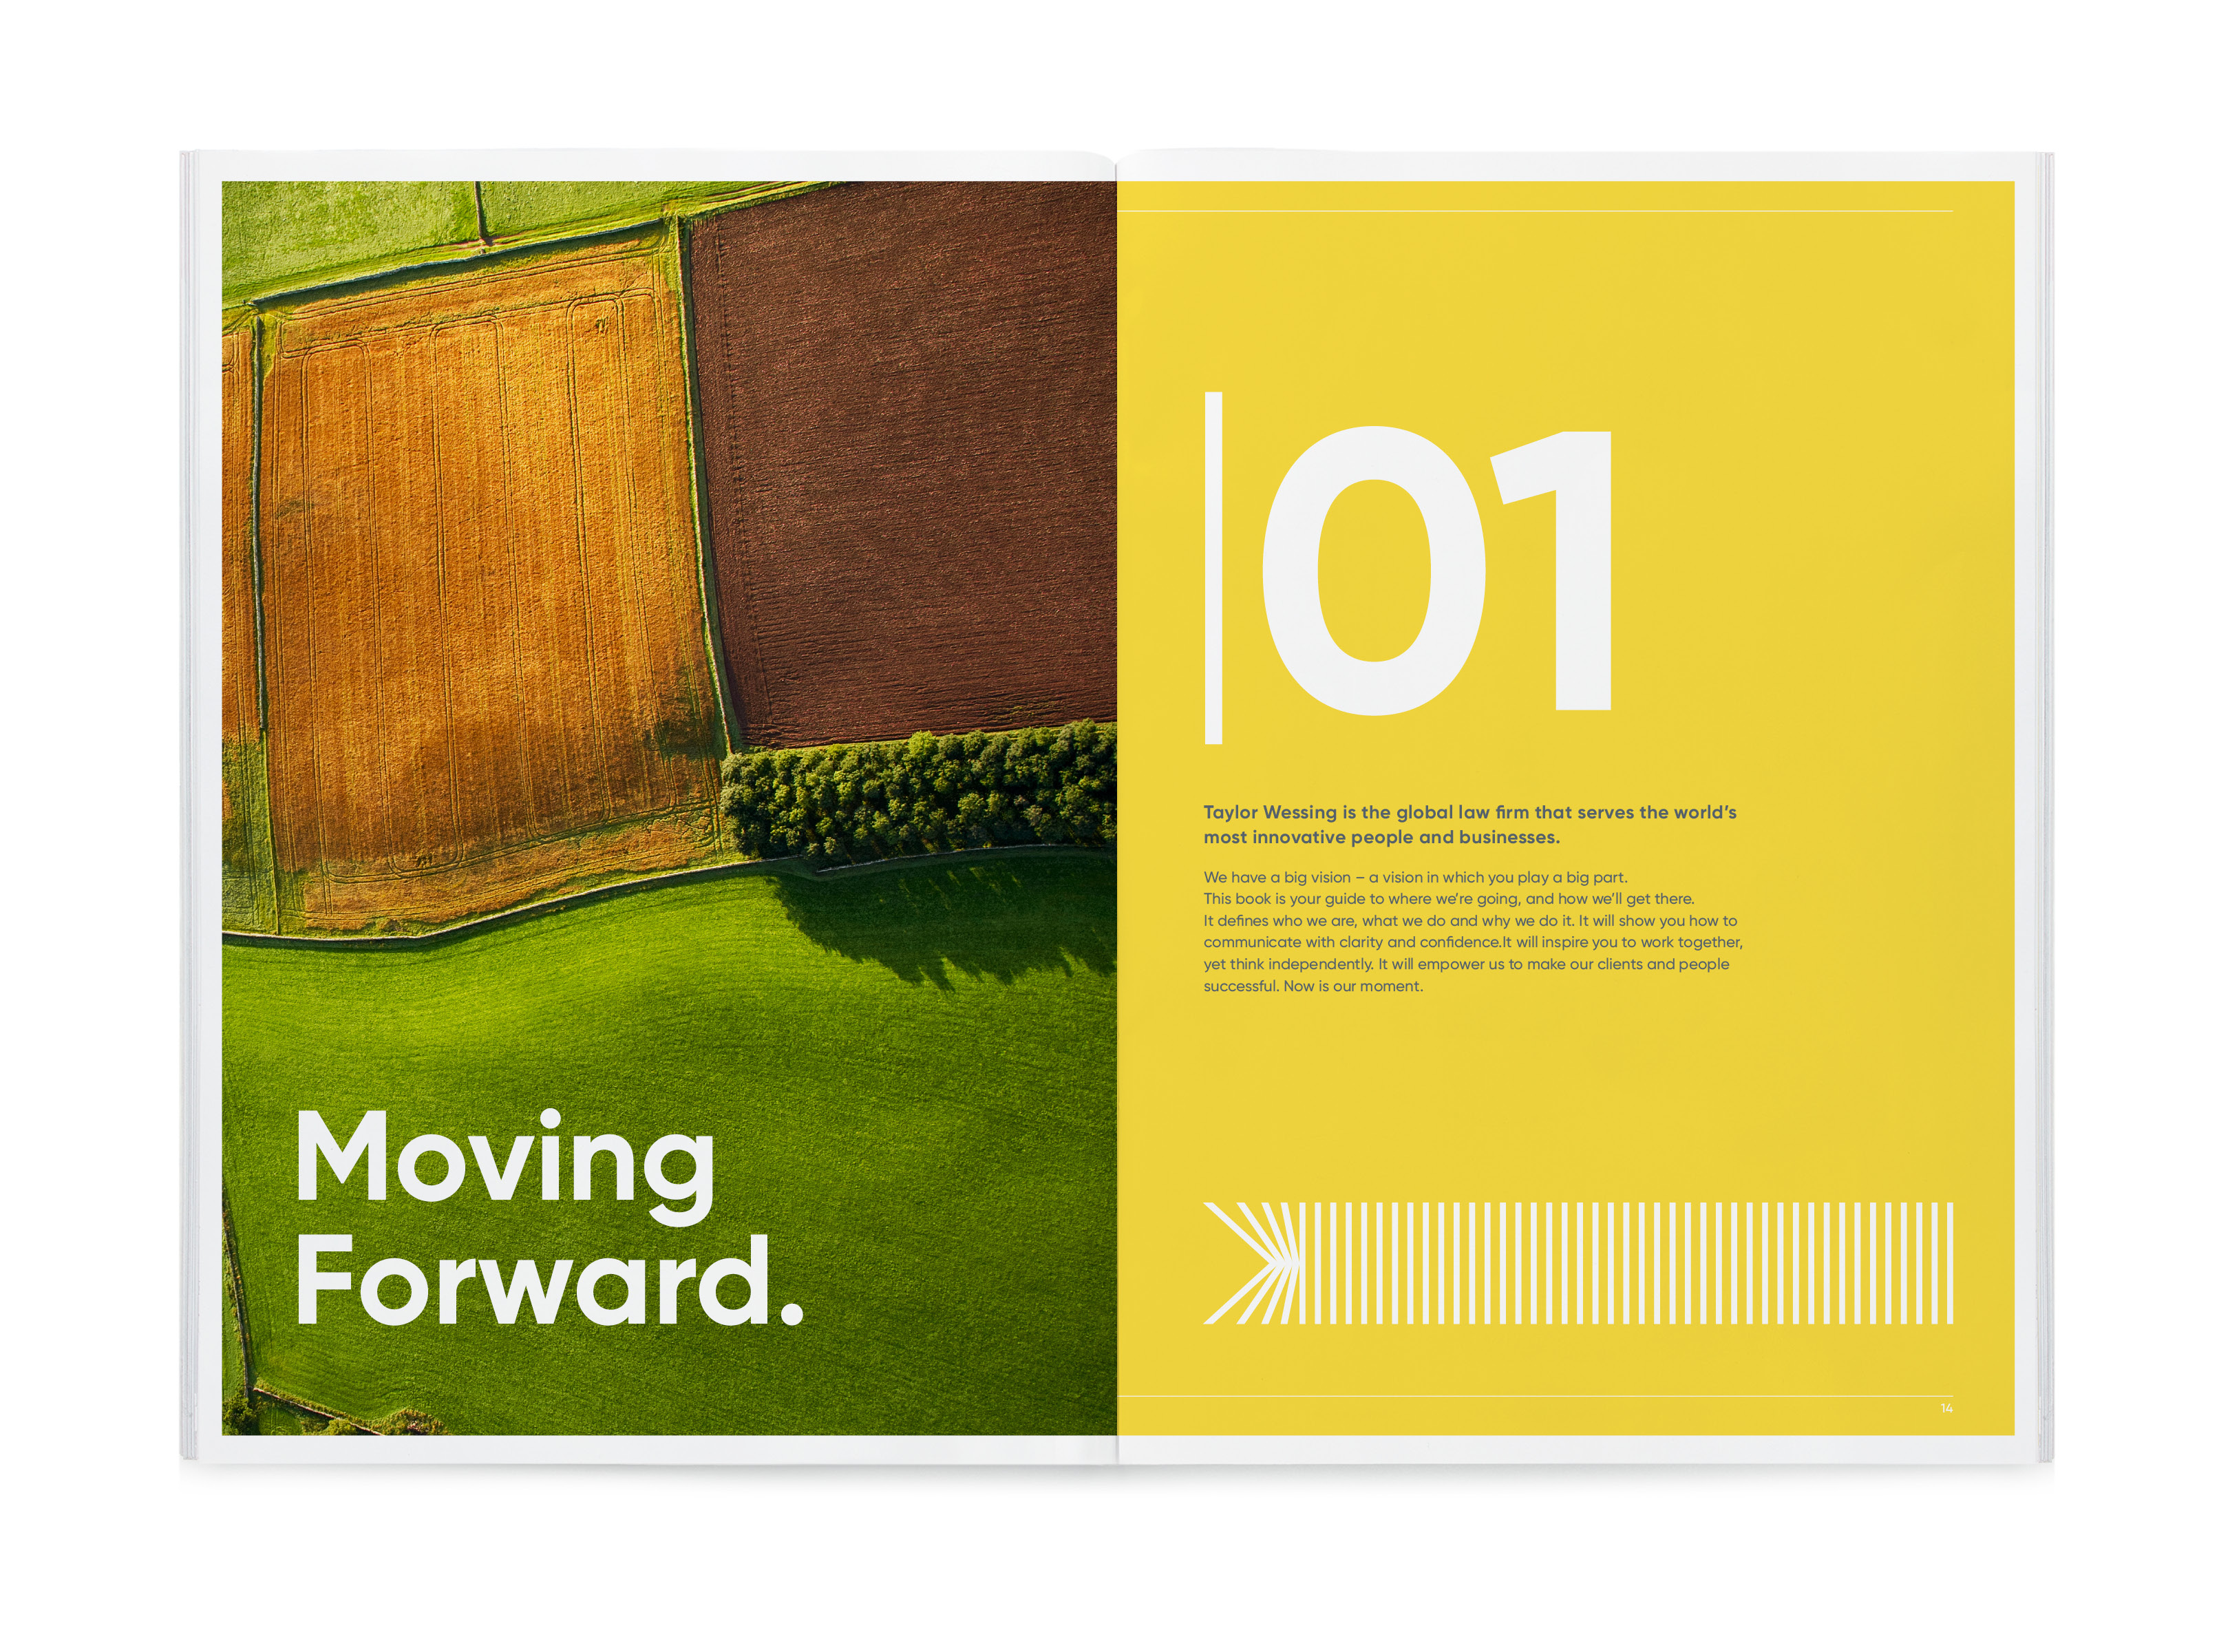 Moving
Forward.
01
Taylor Wessing is the global law firm that serves the world’s
most innovative people and businesses.
We have a big vision – a vision in which you play a big part.
This book is your guide to where we’re going, and how we’ll get there.
It defines who we are, what we do and why we do it. It will show you how to
communicate with clarity and confidence.It will inspire you to work together,
yet think independently. It will empower us to make our clients and people
successful. Now is our moment.
14